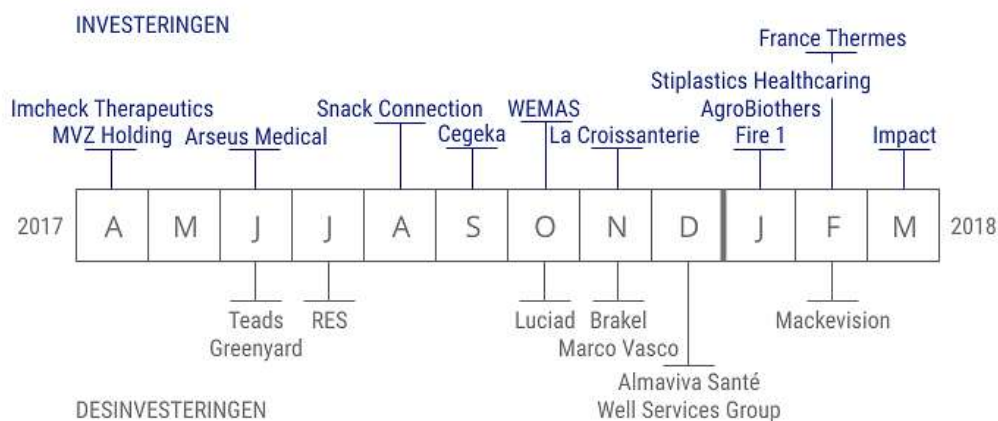 INVESTERINGEN
France Thermes
Stiplastics Healthcaring
Imcheck Therapeutics
Snack Connection
WEMAS
AgroBiothers
MVZ Holding
Arseus Medical
Cegeka
La Croissanterie
Fire 1
Impact
2017
A M J J A S O N D J F M
2018
Teads
RES
Luciad
Brakel
Mackevision
Greenyard
Marco Vasco
Almaviva Santé
Well Services Group
DESINVESTERINGEN